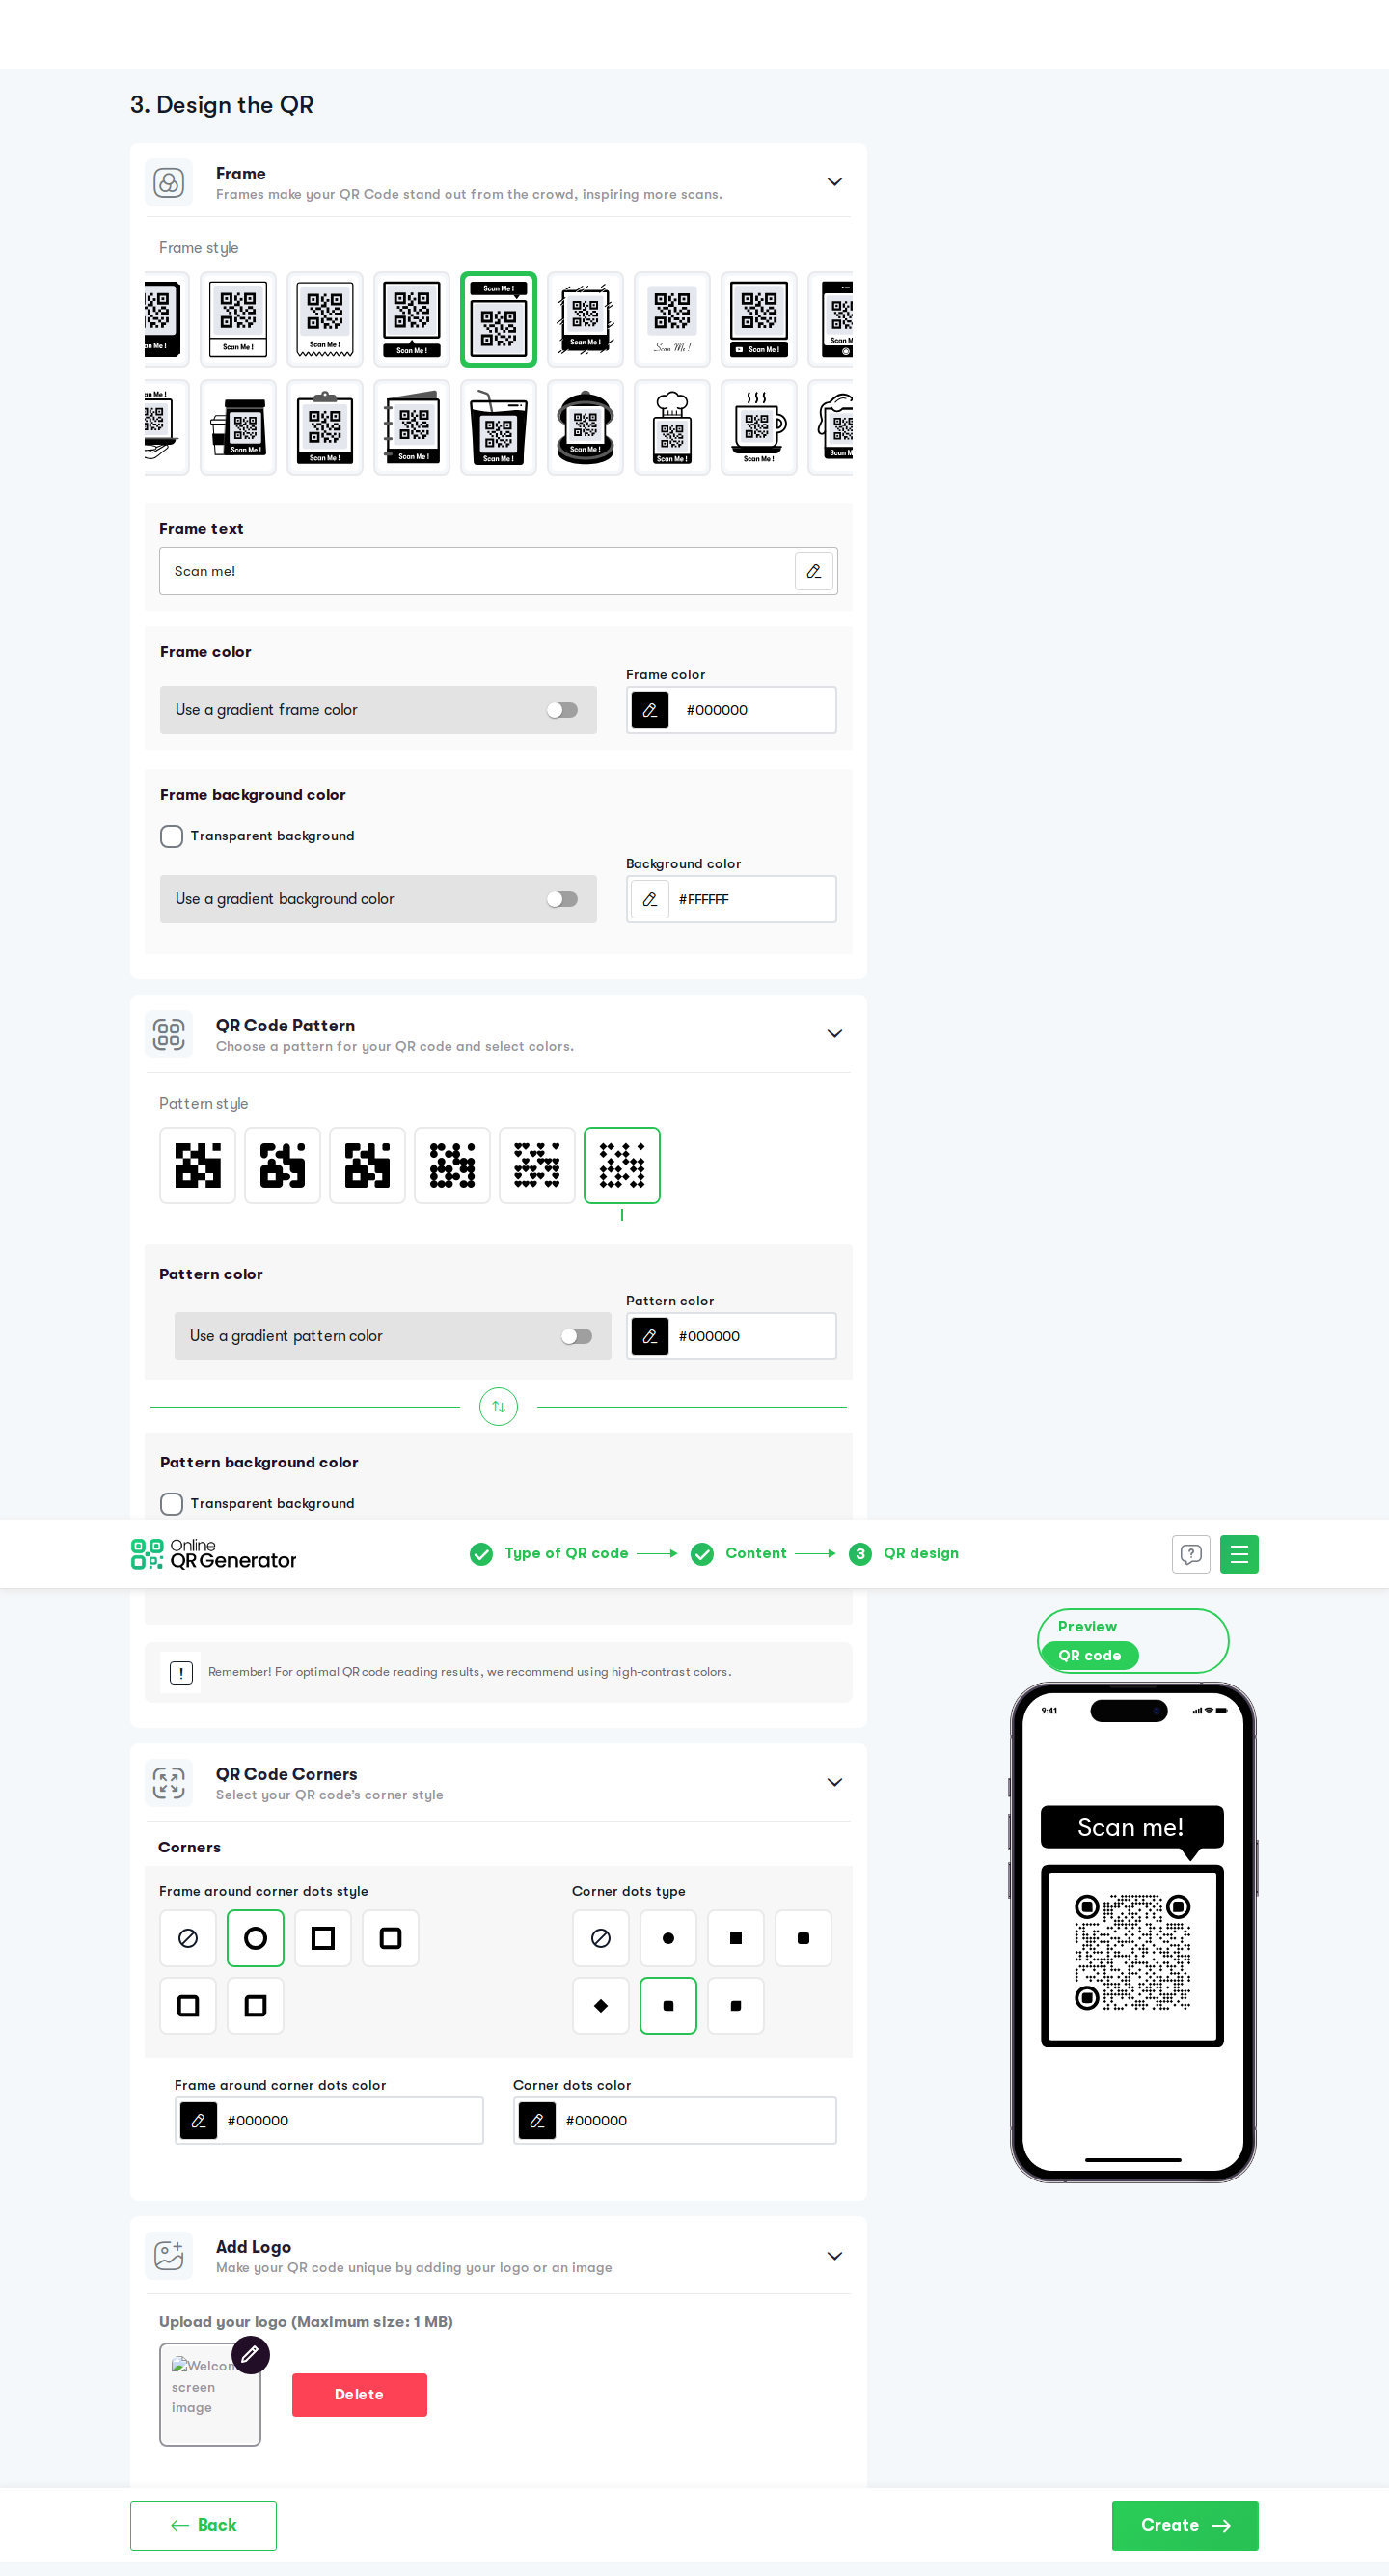 3. Design the QR
Frame
Frames make your QR Code stand out from the crowd, inspiring more scans.
Frame style
Scan Me !
Scan Me !
Scan Me !
Scan Me !
Scan Me !
Scan Me !
Scan Me !
Scan Me !
Scan Me !
Scan Me !
Scan Me !
Scan Me !
Scan Me !
Scan Me !
Frame text
Scan me!
Frame color
Frame color
Use a gradient frame color
#000000
Frame background color
Transparent background
Background color
Use a gradient background color
#FFFFFF
QR Code Pattern
Choose a pattern for your QR code and select colors.
Pattern style
Pattern color
Pattern color
Use a gradient pattern color
#000000
Pattern background color
Transparent background
Online
QR Generator
Type of QR code
Content
3 QR design
Preview
QR code
Remember! For optimal QR code reading results, we recommend using high-contrast colors.
9:41
QR Code Corners
Select your QR code's corner style
Scan me!
Corners
Frame around corner dots style
Corner dots type
Frame around corner dots color
Corner dots color
#000000
#000000
Add Logo
Make your QR code unique by adding your logo or an image
Upload your logo (Maximum size: 1 MB)
Welcom
screen
image
Delete
Back
Create